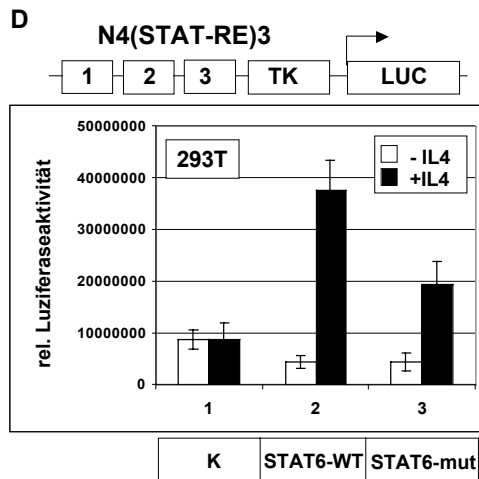 D
N4(STAT-RE)3
1 2 3 TK LUC
50000000
293T
- IL4
+IL4
40000000
30000000
20000000
10000000
0
rel. Luziferaseaktivität
1 2 3
K STAT6-WT STAT6-mut